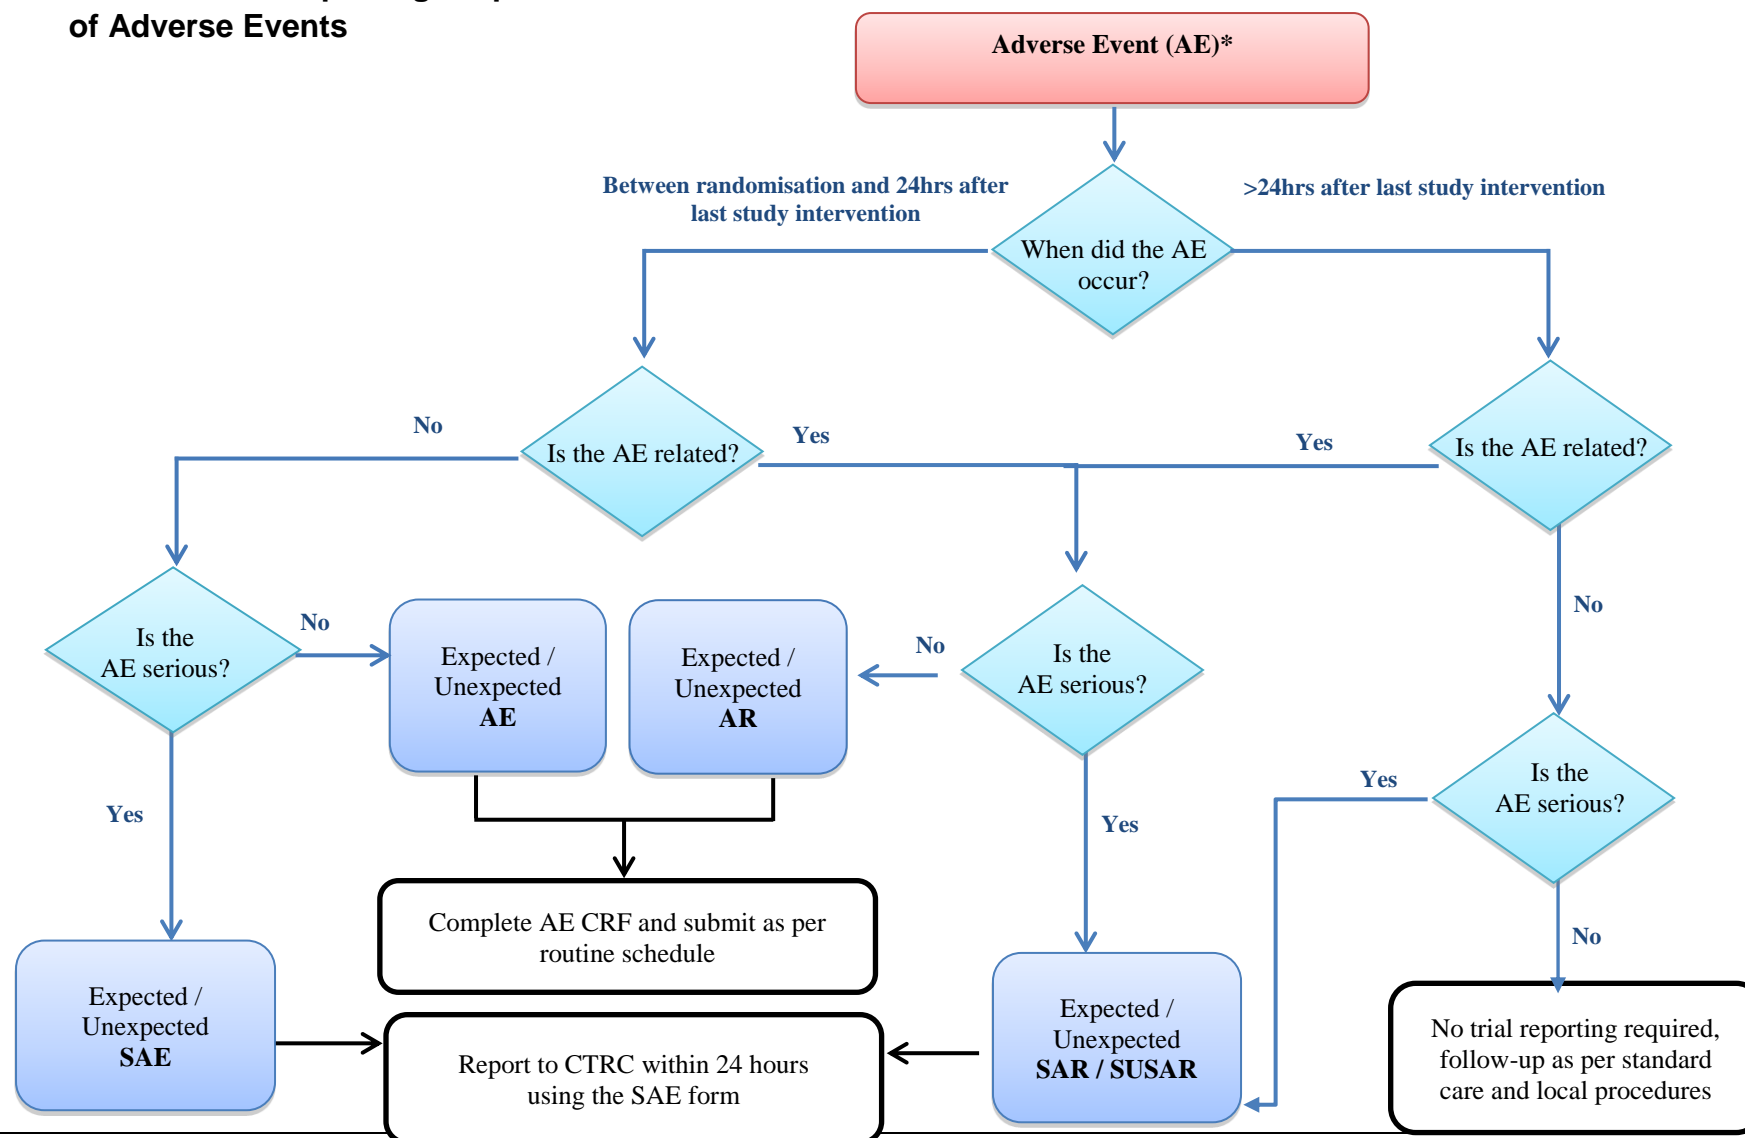 of Adverse Events
Adverse Event (AE)*
Between randomisation and 24hrs after
last study intervention
>24hrs after last study intervention
When did the AE
occur?
No
Is the AE related?
Yes
Yes
Is the AE related?
Is the
AE serious?
No
Expected /
Unexpected
AE
Expected /
Unexpected
AR
No
Is the
AE serious?
No
Yes
Yes
Yes
Is the
AE serious?
Complete AE CRF and submit as per
routine schedule
No
Expected /
Unexpected
SAE
Report to CTRC within 24 hours
using the SAE form
Expected /
Unexpected
SAR / SUSAR
No trial reporting required,
follow-up as per standard
care and local procedures